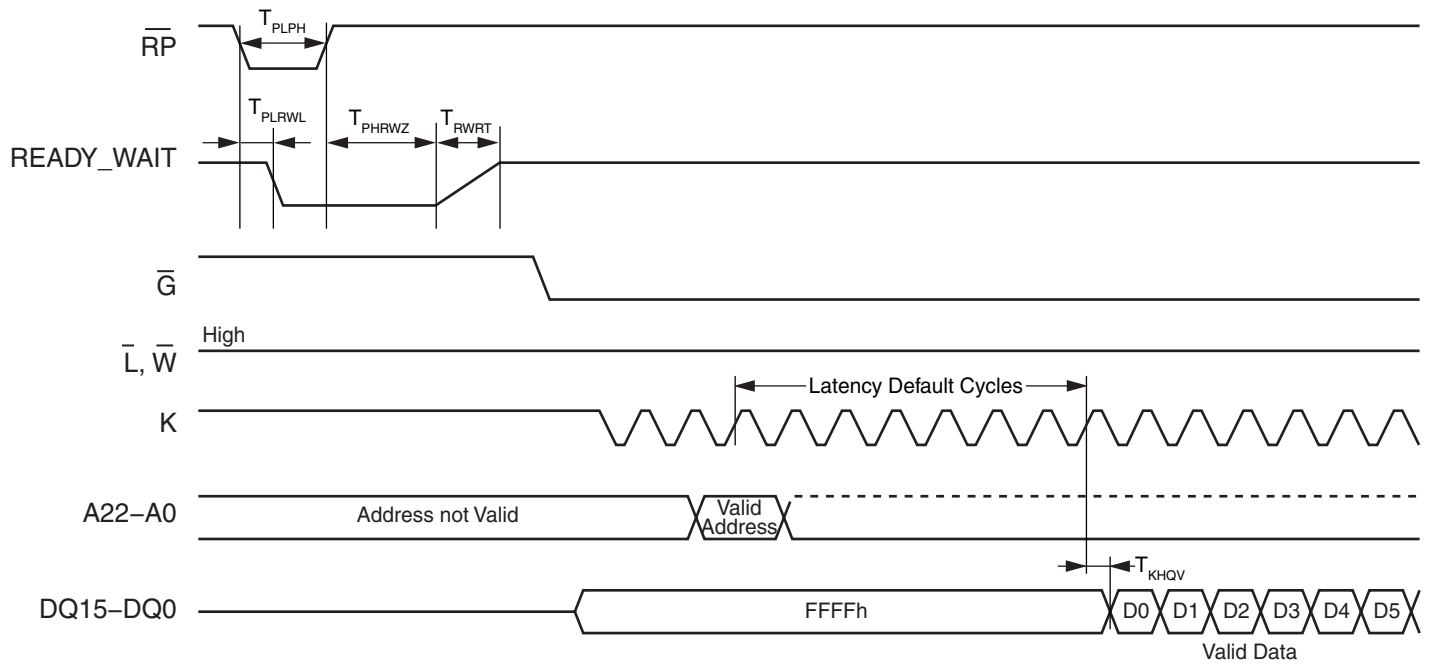 T_PLPH
R̅P̅
T_PLRWL
T_PHRWZ
T_RWRT
READY_WAIT
G̅
High
L̅, W̅
Latency Default Cycles
K
A22–A0
Address not Valid
Valid
Address
T_KHQV
DQ15–DQ0
FFFFh
D0
D1
D2
D3
D4
D5
Valid Data